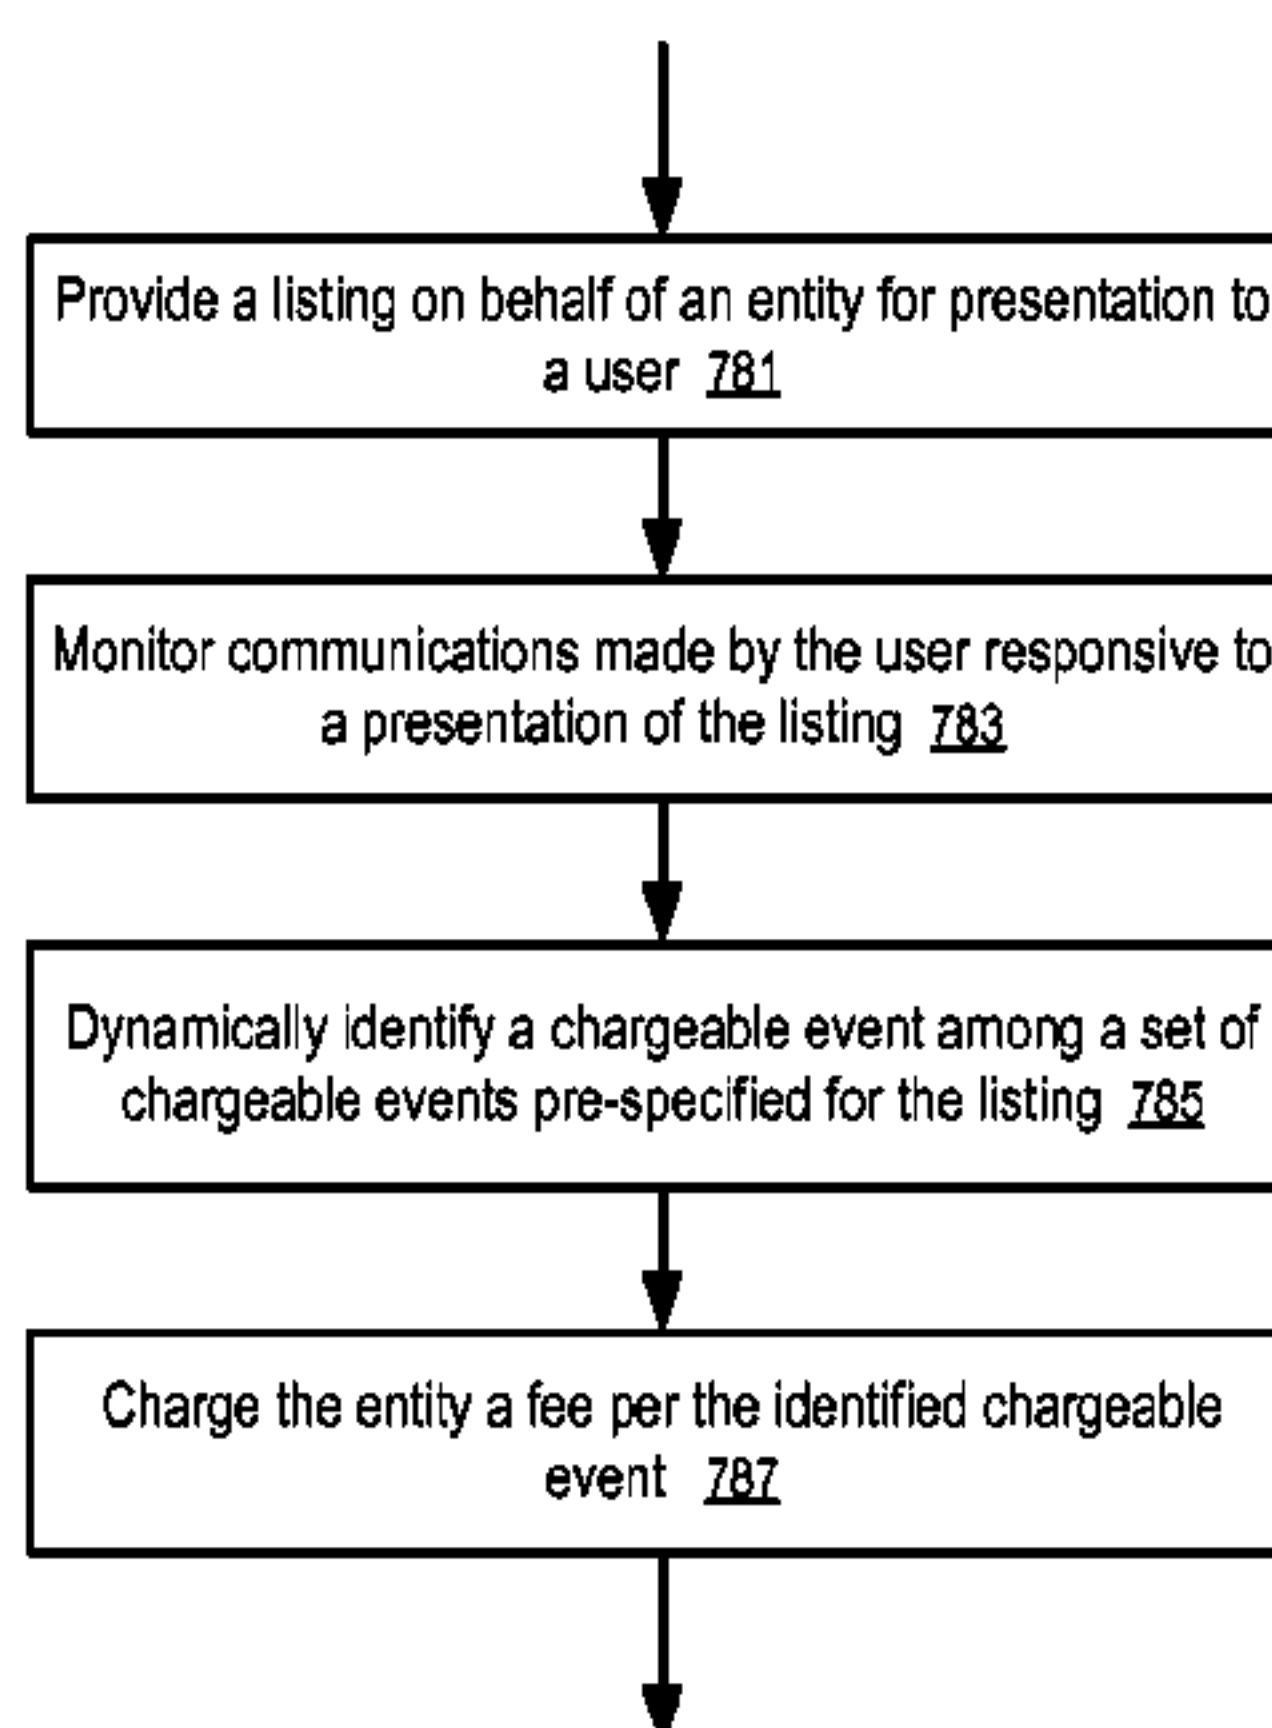 Provide a listing on behalf of an entity for presentation to
a user 781
Monitor communications made by the user responsive to
a presentation of the listing 783
Dynamically identify a chargeable event among a set of
chargeable events pre-specified for the listing 785
Charge the entity a fee per the identified chargeable
event 787